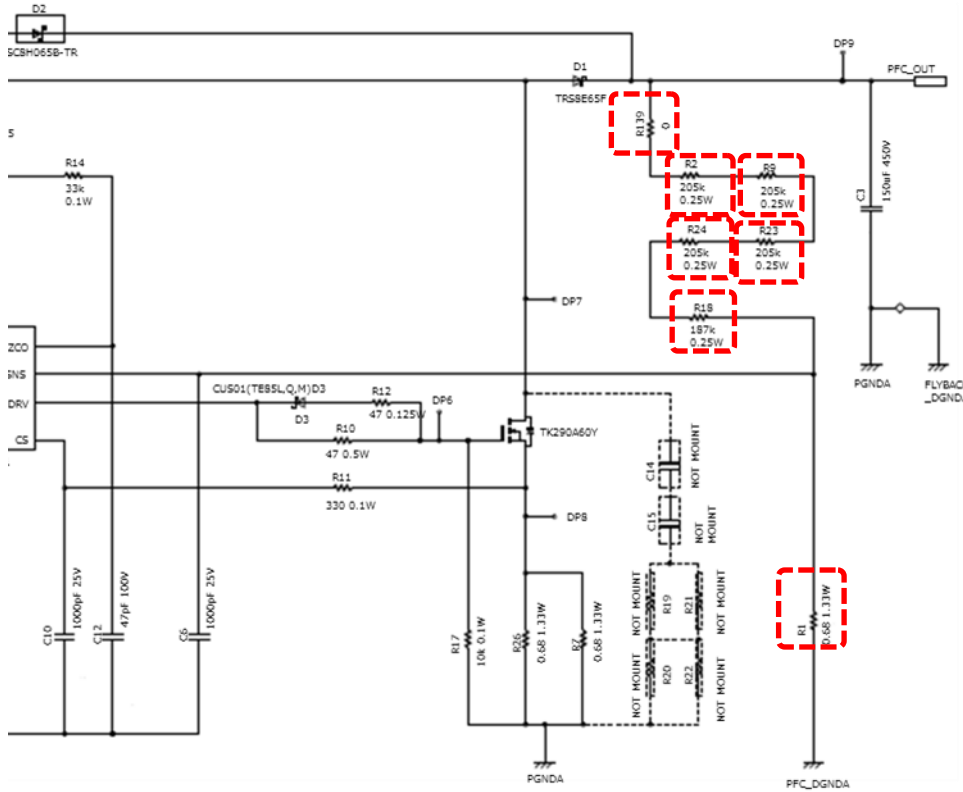 D2
SC8H065B-TR
DP9
PFC_OUT
D1
TRS8E65F
R139
0
5
R14
33k
0.1W
R2
205k
0.25W
R9
205k
0.25W
C3
150uF 450V
R24
205k
0.25W
R23
205k
0.25W
DP7
R18
187k
0.25W
ZCO
SNS
DRV
CS
PGNDA
FLYBACK
_DGNDA
CUS01(TE85L,Q,M)D3
D3
R12
47 0.125W
DP6
R10
47 0.5W
TK290A60Y
R11
330 0.1W
C14
NOT MOUNT
C15
NOT
MOUNT
DP8
C10
1000pF 25V
C12
47pF 100V
C6
1000pF 25V
R17
10k 0.1W
R26
0.68 1.33W
R7
0.68 1.33W
NOT MOUNT
R19
R21
NOT MOUNT
NOT MOUNT
R20
R22
NOT MOUNT
R1
0.68 1.33W
PGNDA
PFC_DGNDA